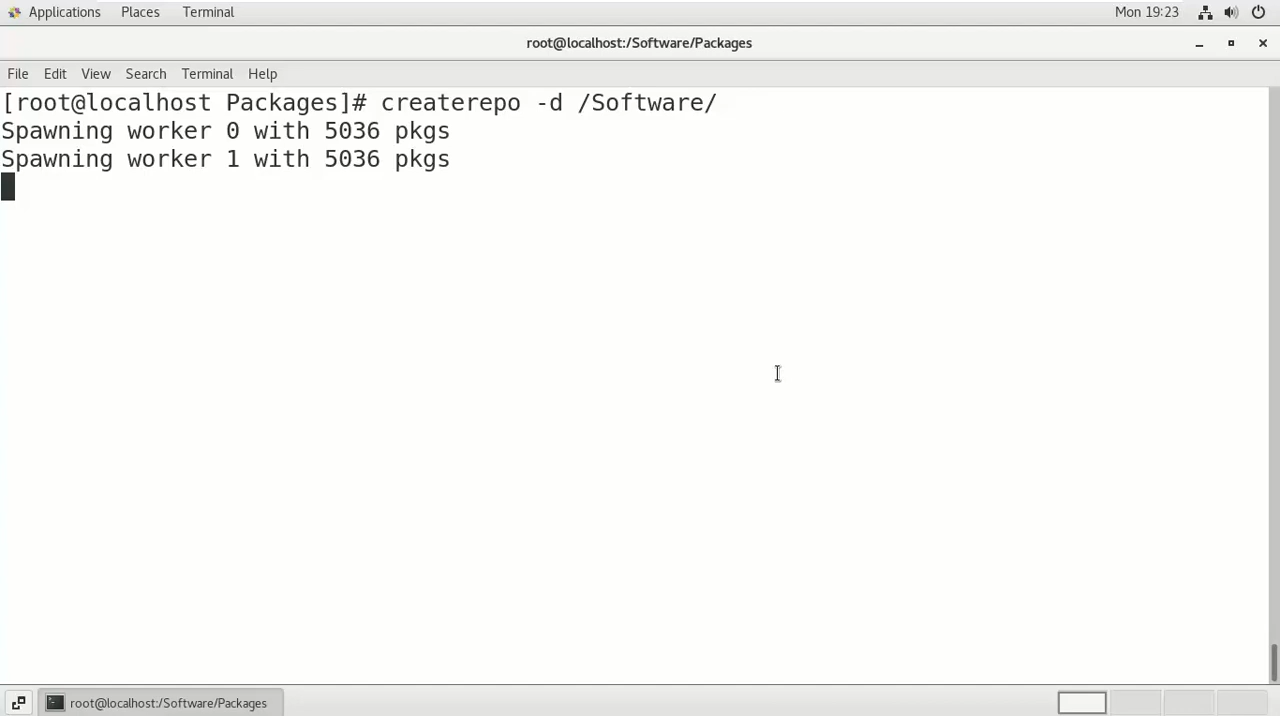 Applications Places Terminal Mon 19:23
root@localhost:/Software/Packages
File Edit View Search Terminal Help
[root@localhost Packages]# createrepo -d /Software/
Spawning worker 0 with 5036 pkgs
Spawning worker 1 with 5036 pkgs
root@localhost:/Software/Packages